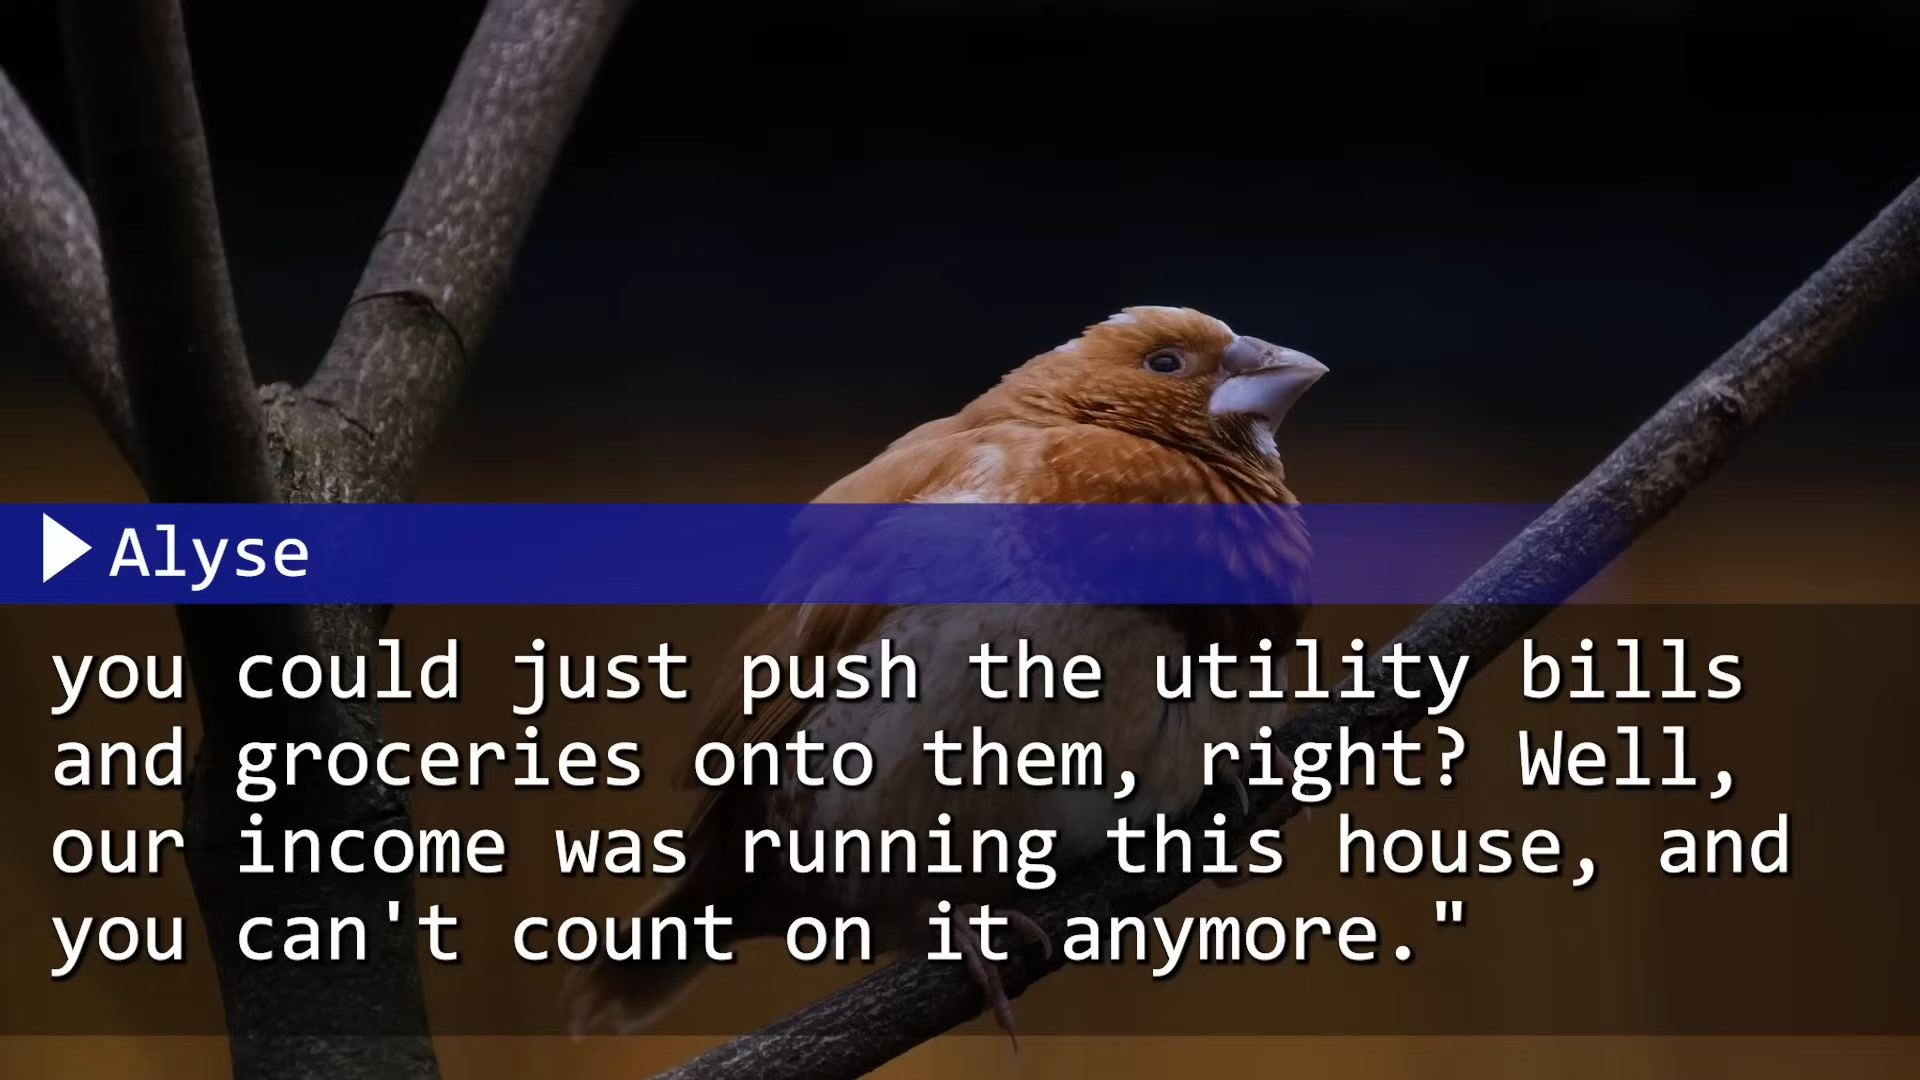 Alyse
you could just push the utility bills
and groceries onto them, right? Well,
our income was running this house, and
you can't count on it anymore."